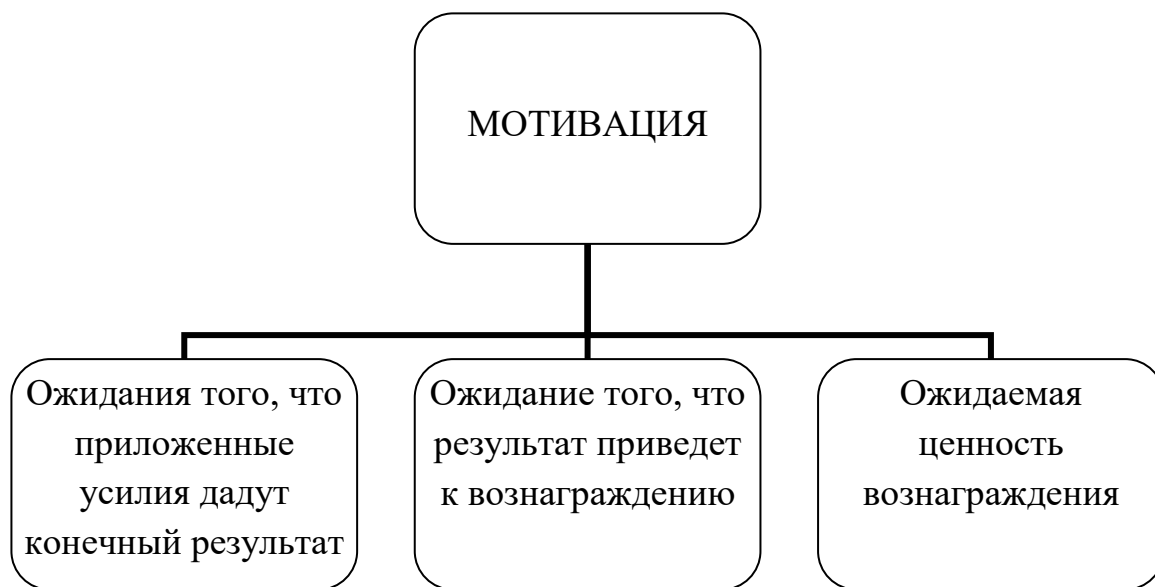 МОТИВАЦИЯ
Ожидания того, что
приложенные
усилия дадут
конечный результат
Ожидание того, что
результат приведет
к вознаграждению
Ожидаемая
ценность
вознаграждения